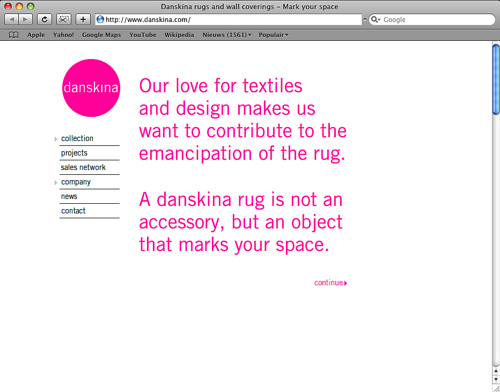 Danskina rugs and wall coverings – Mark your space
http://www.danskina.com/
Google
Apple Yahoo! Google Maps YouTube Wikipedia Nieuws (1561) Populair
danskina
Our love for textiles
and design makes us
want to contribute to the
emancipation of the rug.
A danskina rug is not an
accessory, but an object
that marks your space.
continue
collection
projects
sales network
company
news
contact